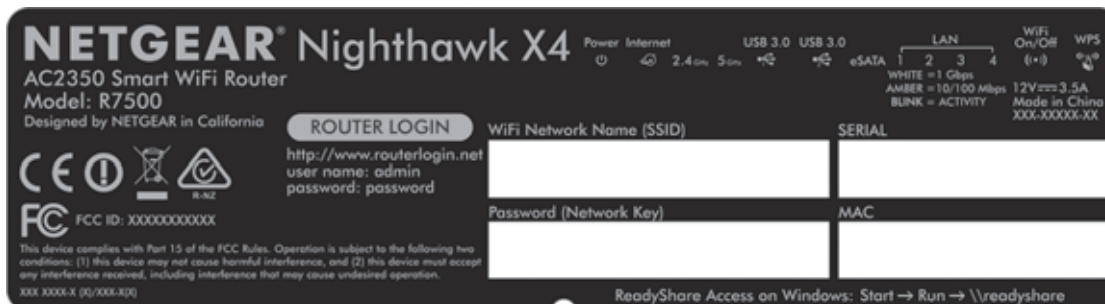 NETGEAR® Nighthawk X4
AC2350 Smart WiFi Router
Model: R7500
Designed by NETGEAR in California
Power Internet 2.4 GHz 5 GHz USB 3.0 USB 3.0 eSATA LAN 1 2 3 4 WiFi On/Off WPS
WHITE = 1 Gbps
AMBER = 10/100 Mbps
BLINK = ACTIVITY
12V 3.5A
Made in China
XXX-XXXXX-XX
ROUTER LOGIN
http://www.routerlogin.net
user name: admin
password: password
WiFi Network Name (SSID)
SERIAL
Password (Network Key)
MAC
CE
R-NZ
FC FCC ID: XXXXXXXXXXX
This device complies with Part 15 of the FCC Rules. Operation is subject to the following two
conditions: (1) this device may not cause harmful interference, and (2) this device must accept
any interference received, including interference that may cause undesired operation.
XXX XXXX-X (X)/XXX-X(X)
ReadyShare Access on Windows: Start → Run → \\readyshare